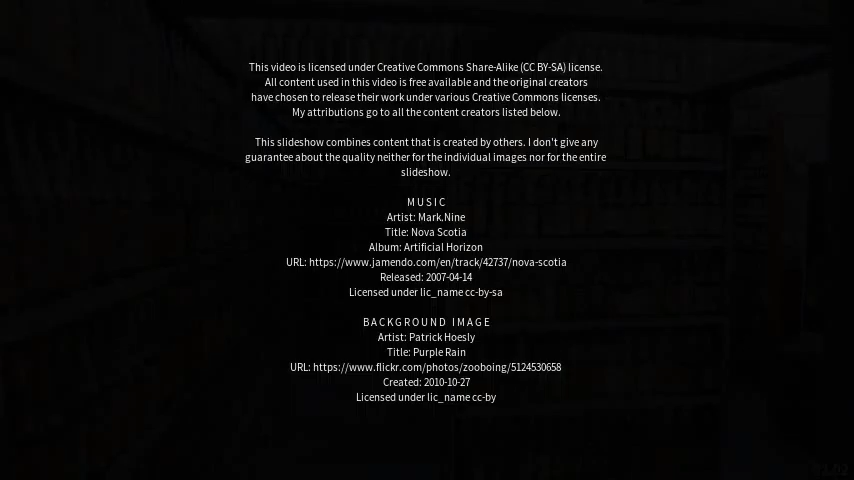 This video is licensed under Creative Commons Share-Alike (CC BY-SA) license.
All content used in this video is free available and the original creators
have chosen to release their work under various Creative Commons licenses.
My attributions go to all the content creators listed below.
This slideshow combines content that is created by others. I don't give any
guarantee about the quality neither for the individual images nor for the entire
slideshow.
MUSIC
Artist: Mark.Nine
Title: Nova Scotia
Album: Artificial Horizon
URL: https://www.jamendo.com/en/track/42737/nova-scotia
Released: 2007-04-14
Licensed under lic_name cc-by-sa
BACKGROUND IMAGE
Artist: Patrick Hoesly
Title: Purple Rain
URL: https://www.flickr.com/photos/zooboing/5124530658
Created: 2010-10-27
Licensed under lic_name cc-by